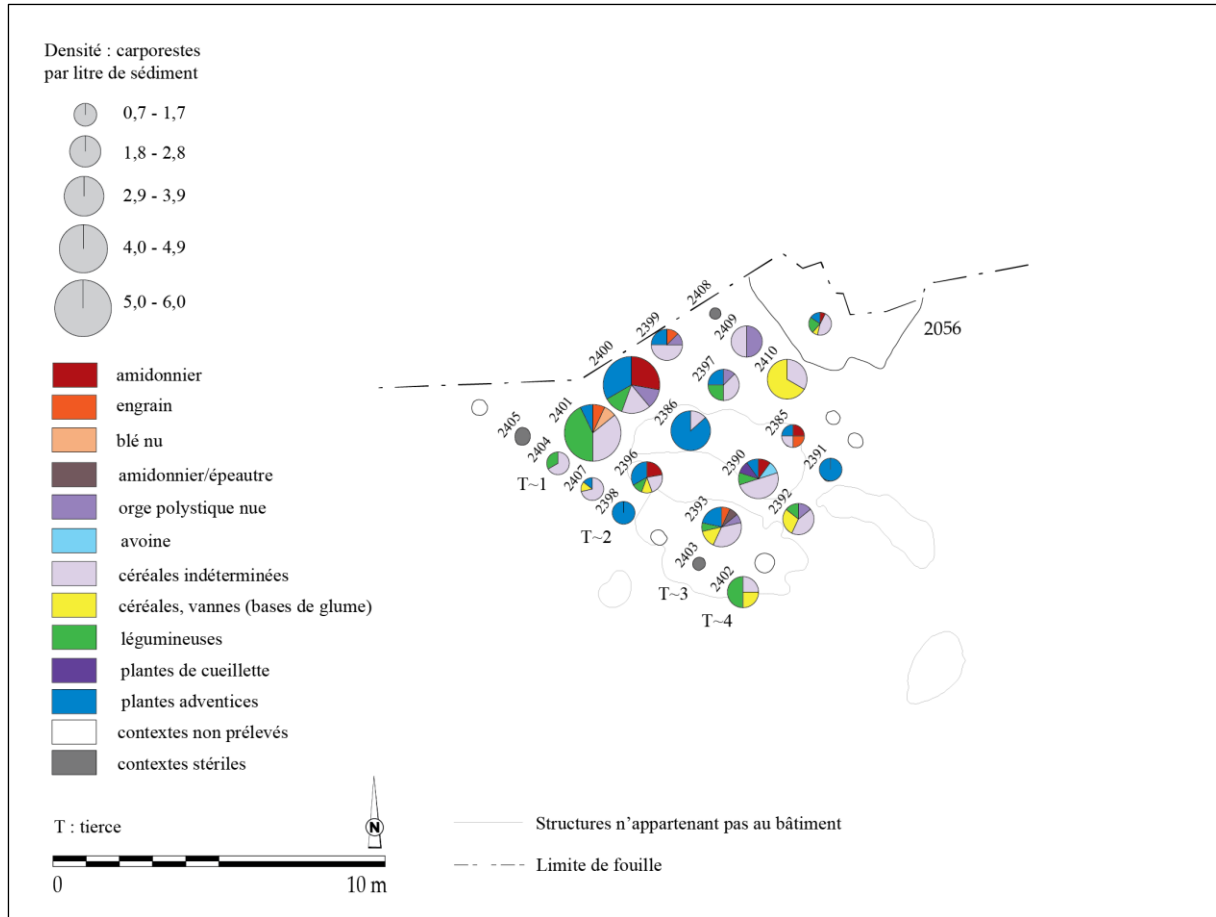 Densité : carporestes
par litre de sédiment
0,7 - 1,7
1,8 - 2,8
2,9 - 3,9
4,0 - 4,9
5,0 - 6,0
amidonnier
engrain
blé nu
amidonnier/épeautre
orge polystique nue
avoine
céréales indéterminées
céréales, vannes (bases de glume)
légumineuses
plantes de cueillette
plantes adventices
contextes non prélevés
contextes stériles
T : tierce
0
10 m
N
Structures n'appartenant pas au bâtiment
Limite de fouille
2408
2399
2409
2056
2400
2397
2410
2401
2386
2385
2405
2404
2396
2390
2391
T~1
2407
2398
2393
2392
T~2
2403
2402
T~3
T~4